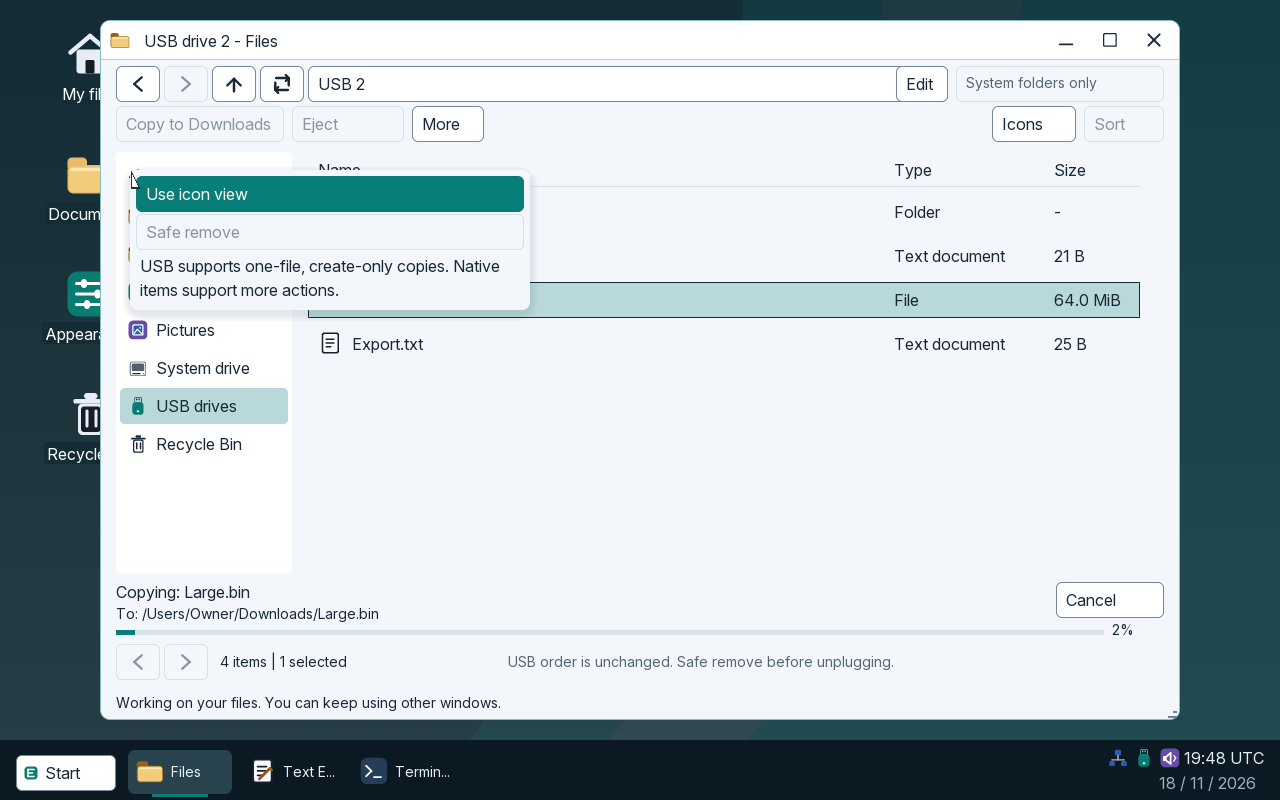 USB drive 2 - Files
USB 2
Edit
System folders only
Copy to Downloads
Eject
More
Icons
Sort
Name
Type
Size
Use icon view
Safe remove
USB supports one-file, create-only copies. Native
items support more actions.
Folder
-
Text document
21 B
File
64.0 MiB
Export.txt
Text document
25 B
Pictures
System drive
USB drives
Recycle Bin
My fil
Docum
Appeara
Recycle
Copying: Large.bin
To: /Users/Owner/Downloads/Large.bin
Cancel
2%
4 items | 1 selected
USB order is unchanged. Safe remove before unplugging.
Working on your files. You can keep using other windows.
Start
Files
Text E...
Termin...
19:48 UTC
18 / 11 / 2026